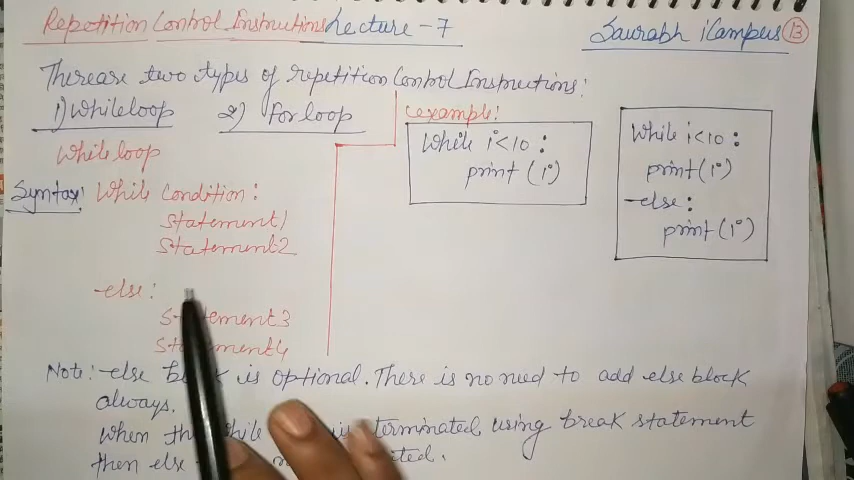 Repetition Control Instructions Lecture - 7
Saurabh iCampus 13
There are two types of repetition Control Instructions:
1) While loop 2) For loop
While loop
Syntax: While Condition:
Statement1
Statement2
else:
Statement3
Statement4
example:
While i<10:
print(i)
While i<10:
print(i)
else:
print(i)
Note:- else block is optional. There is no need to add else block
always.
When the terminated using break statement
then else